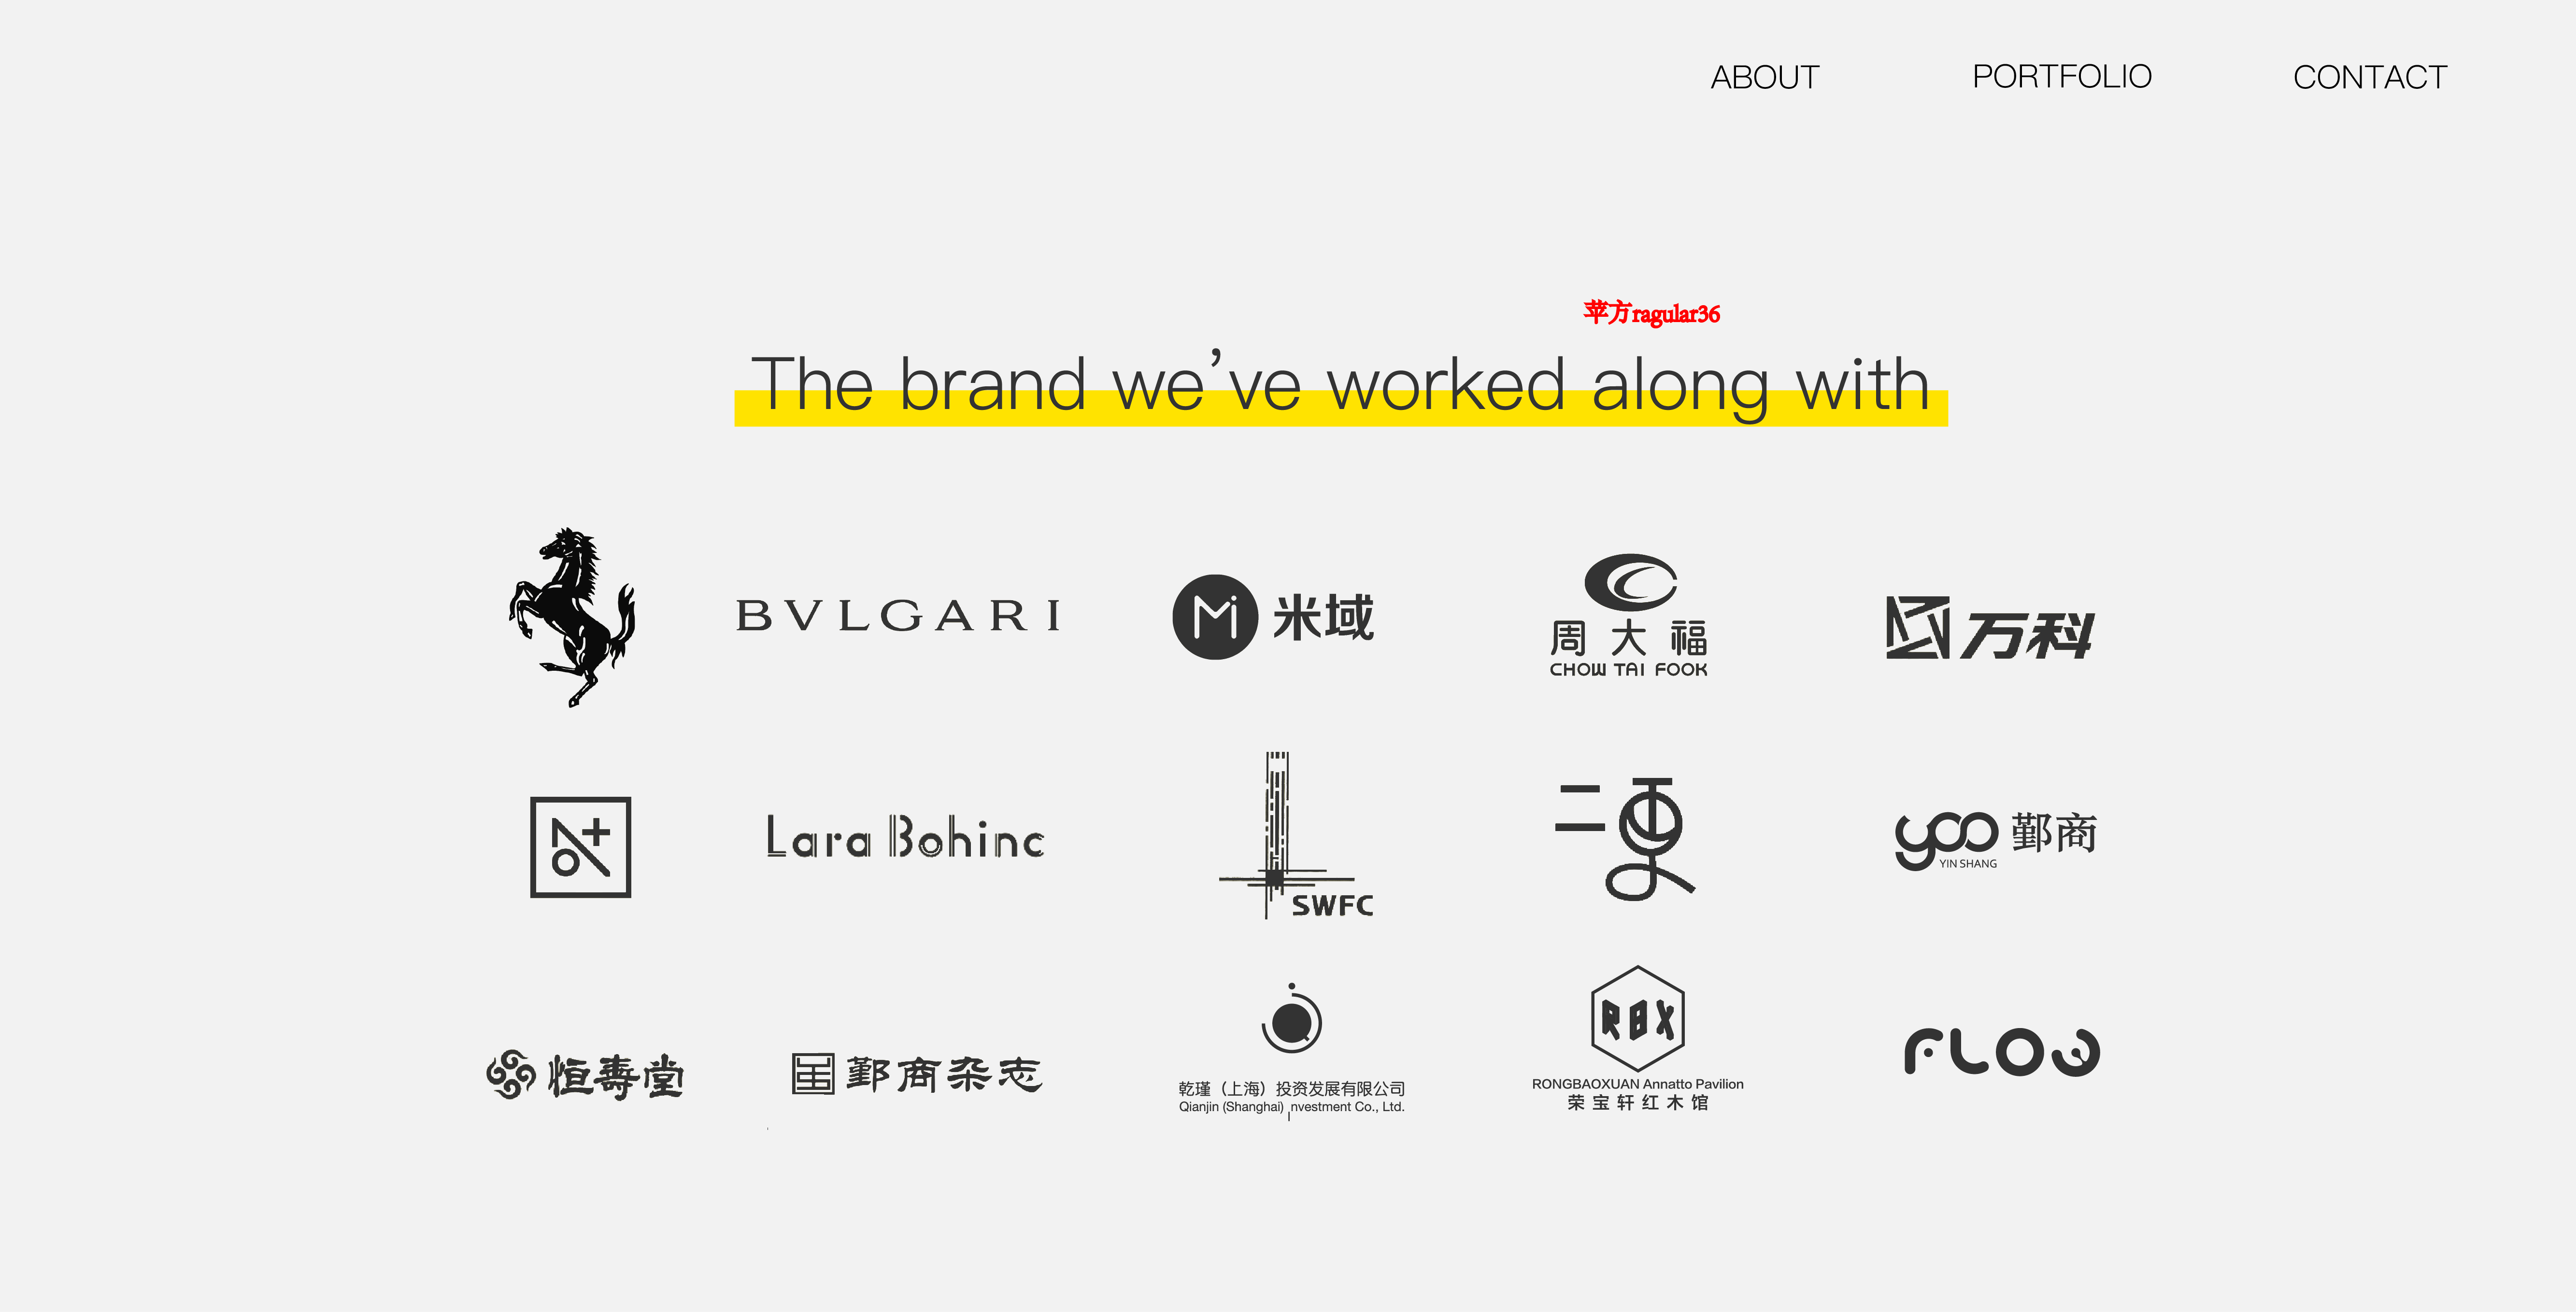 ABOUT PORTFOLIO CONTACT
苹方ragular36
The brand we’ve worked along with
BVLGARI
Mi 米域
周大福
CHOW TAI FOOK
万科
Lara Bohinc
SWFC
二更
YIN SHANG
鄞商
恒寿堂
鄞商杂志
乾瑾（上海）投资发展有限公司
Qianjin (Shanghai) Investment Co., Ltd.
RBX
RONGBAOXUAN Annatto Pavilion
荣宝轩红木馆
FLOW